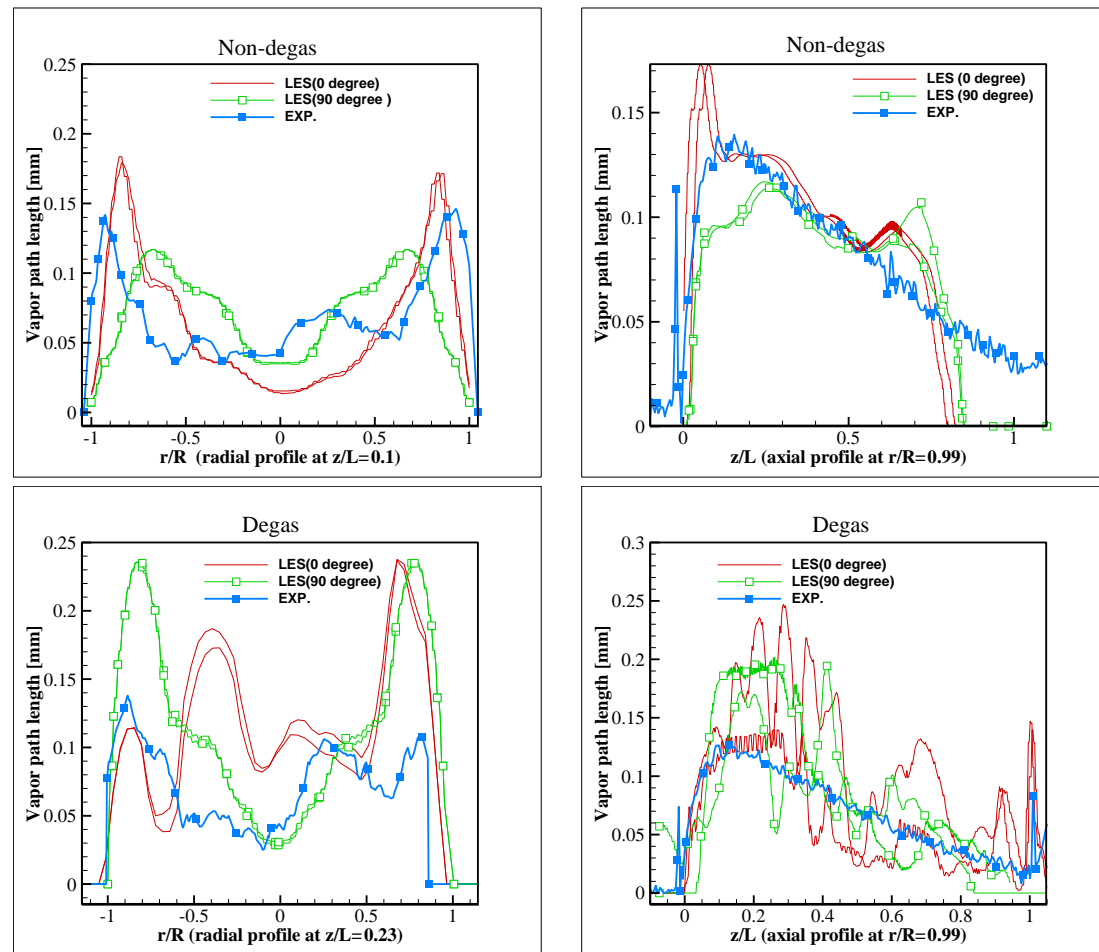 Non-degas
Vapor path length [mm]
0.25
0.2
0.15
0.1
0.05
0
LES(0 degree)
LES(90 degree )
EXP.
-1
-0.5
0
0.5
1
r/R (radial profile at z/L=0.1)
Non-degas
Vapor path length [mm]
0.15
0.1
0.05
0
LES (0 degree)
LES (90 degree)
EXP.
0
0.5
1
z/L (axial profile at r/R=0.99)
Degas
Vapor path length [mm]
0.25
0.2
0.15
0.1
0.05
0
LES(0 degree)
LES(90 degree)
EXP.
-1
-0.5
0
0.5
1
r/R (radial profile at z/L=0.23)
Degas
Vapor path length [mm]
0.3
0.2
0.15
0.1
0.05
0
LES(0 degree)
LES(90 degree)
EXP.
0
0.2
0.4
0.6
0.8
1
z/L (axial profile at r/R=0.99)